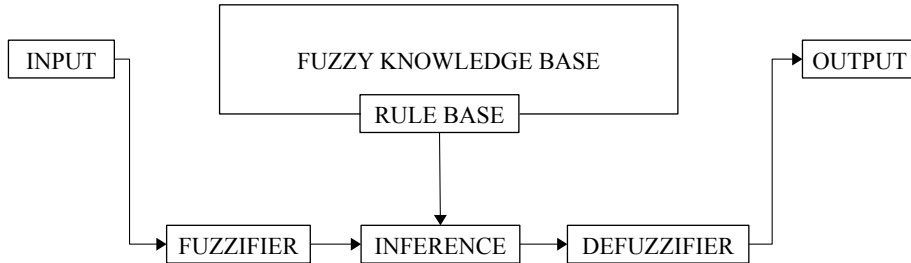 FUZZY KNOWLEDGE BASE
INPUT
OUTPUT
RULE BASE
FUZZIFIER
INFERENCE
DEFUZZIFIER